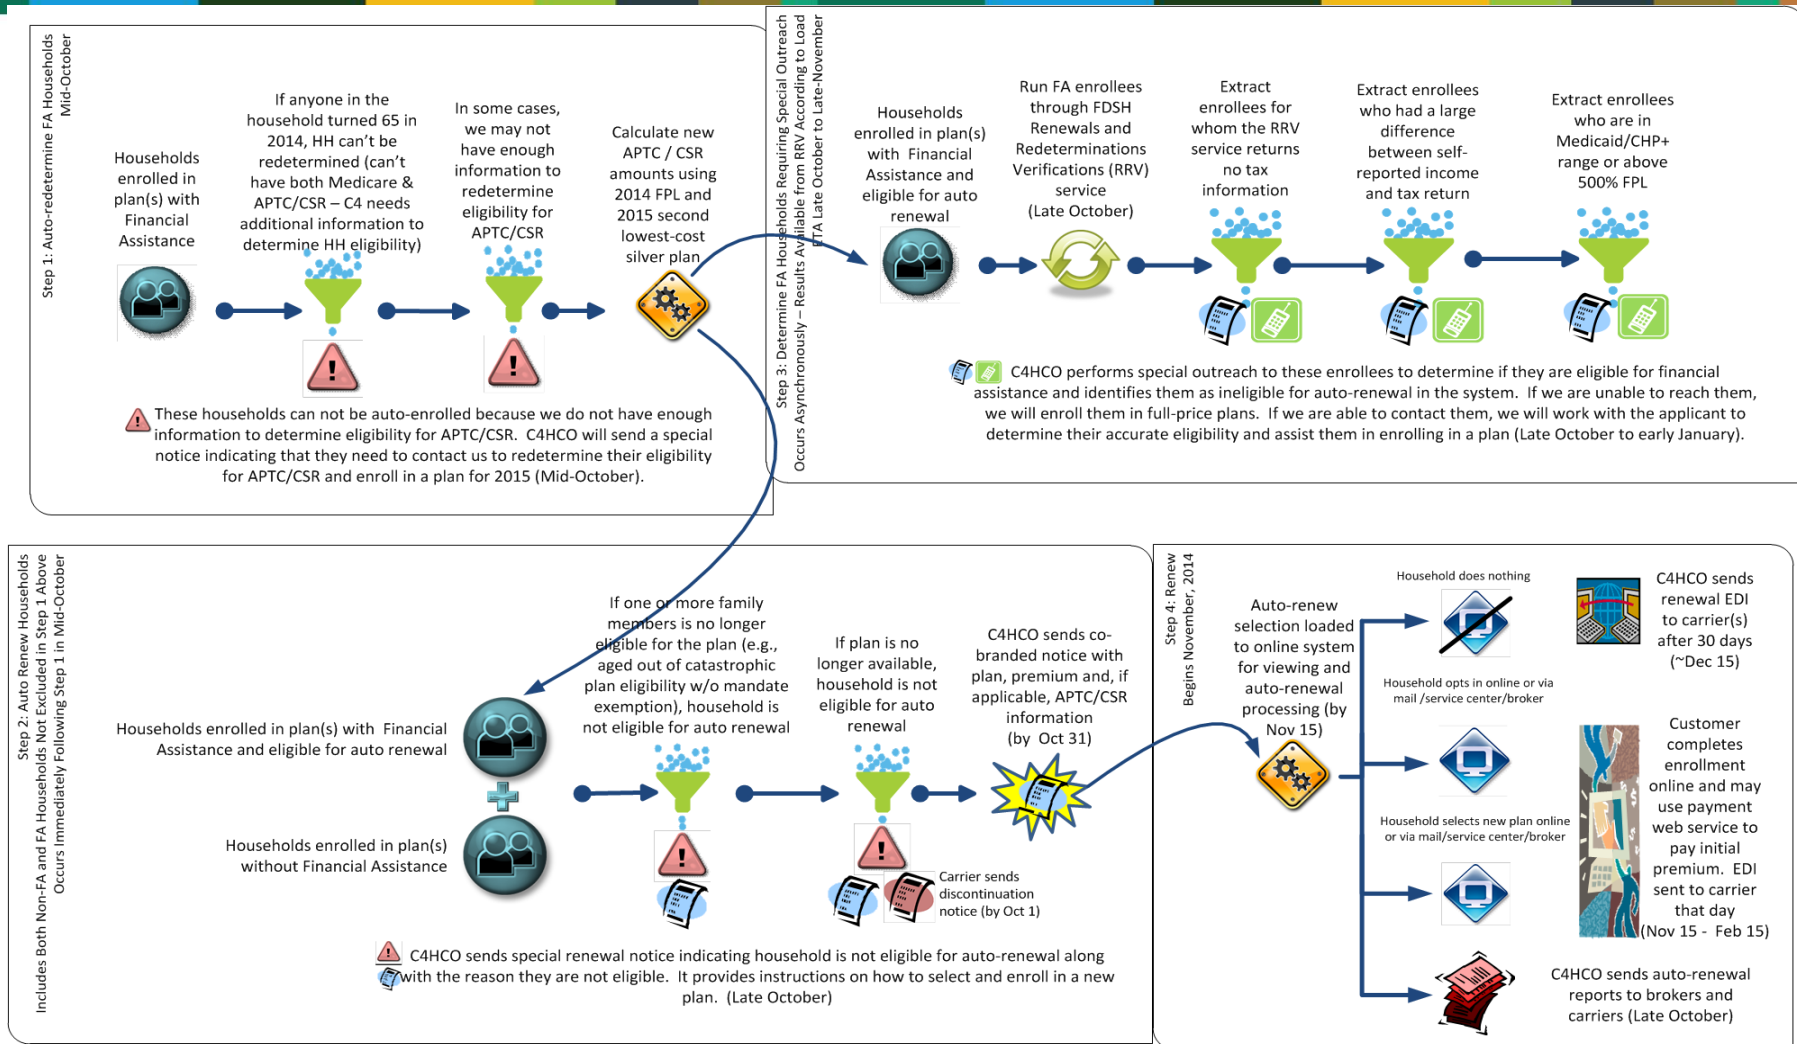 Step 1: Auto-redetermine FA Households
Mid-October
Households
enrolled in
plan(s) with
Financial
Assistance
If anyone in the
household turned 65 in
2014, HH can't be
redetermined (can't
have both Medicare &
APTC/CSR – C4 needs
additional information to
determine HH eligibility)
In some cases,
we may not
have enough
information to
redetermine
eligibility for
APTC/CSR
Calculate new
APTC / CSR
amounts using
2014 FPL and
2015 second
lowest-cost
silver plan
These households can not be auto-enrolled because we do not have enough
information to determine eligibility for APTC/CSR.  C4HCO will send a special
notice indicating that they need to contact us to redetermine their eligibility
for APTC/CSR and enroll in a plan for 2015 (Mid-October).
Step 3: Determine FA Households Requiring Special Outreach
Occurs Asynchronously – Results Available from RRV According to Load
ETA Late October to Late-November
Households
enrolled in plan(s)
with  Financial
Assistance and
eligible for auto
renewal
Run FA enrollees
through FDSH
Renewals and
Redeterminations
Verifications (RRV)
service
(Late October)
Extract
enrollees for
whom the RRV
service returns
no tax
information
Extract enrollees
who had a large
difference
between self-
reported income
and tax return
Extract enrollees
who are in
Medicaid/CHP+
range or above
500% FPL
C4HCO performs special outreach to these enrollees to determine if they are eligible for financial
assistance and identifies them as ineligible for auto-renewal in the system.  If we are unable to reach them,
we will enroll them in full-price plans.  If we are able to contact them, we will work with the applicant to
determine their accurate eligibility and assist them in enrolling in a plan (Late October to early January).
Step 2: Auto Renew Households
Includes Both Non-FA and FA Households Not Excluded in Step 1 Above
Occurs Immediately Following Step 1 in Mid-October
Households enrolled in plan(s) with  Financial
Assistance and eligible for auto renewal
Households enrolled in plan(s)
without Financial Assistance
If one or more family
members is no longer
eligible for the plan (e.g.,
aged out of catastrophic
plan eligibility w/o mandate
exemption), household is
not eligible for auto renewal
If plan is no
longer available,
household is not
eligible for auto
renewal
C4HCO sends co-
branded notice with
plan, premium and, if
applicable, APTC/CSR
information
(by  Oct 31)
Carrier sends
discontinuation
notice (by Oct 1)
C4HCO sends special renewal notice indicating household is not eligible for auto-renewal along
with the reason they are not eligible.  It provides instructions on how to select and enroll in a new
plan.  (Late October)
Step 4: Renew
Begins November, 2014
Auto-renew
selection loaded
to online system
for viewing and
auto-renewal
processing (by
Nov 15)
Household does nothing
C4HCO sends
renewal EDI
to carrier(s)
after 30 days
(~Dec 15)
Household opts in online or via
mail /service center/broker
Household selects new plan online
or via mail/service center/broker
Customer
completes
enrollment
online and may
use payment
web service to
pay initial
premium.  EDI
sent to carrier
that day
(Nov 15 -  Feb 15)
C4HCO sends auto-renewal
reports to brokers and
carriers (Late October)